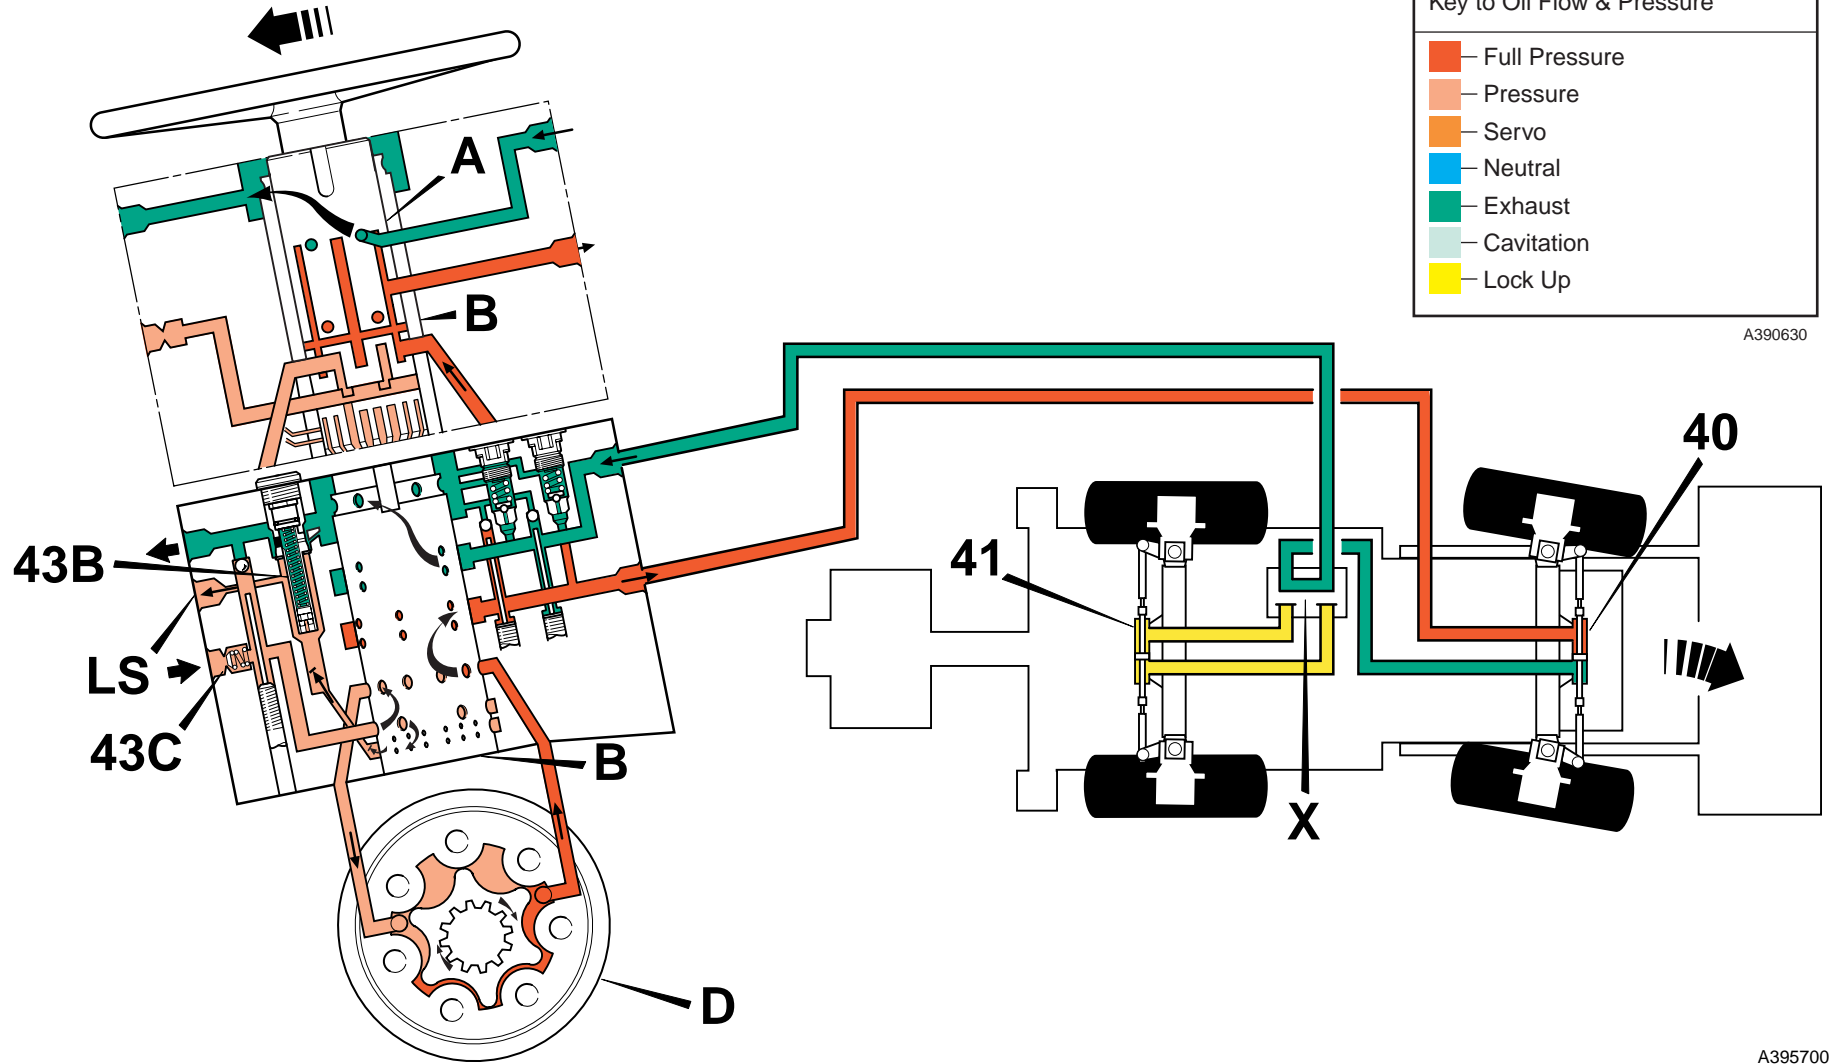 Key to Oil Flow & Pressure
Full Pressure
Pressure
Servo
Neutral
Exhaust
Cavitation
Lock Up
A390630
A
B
40
41
43B
LS
43C
B
X
D
A395700